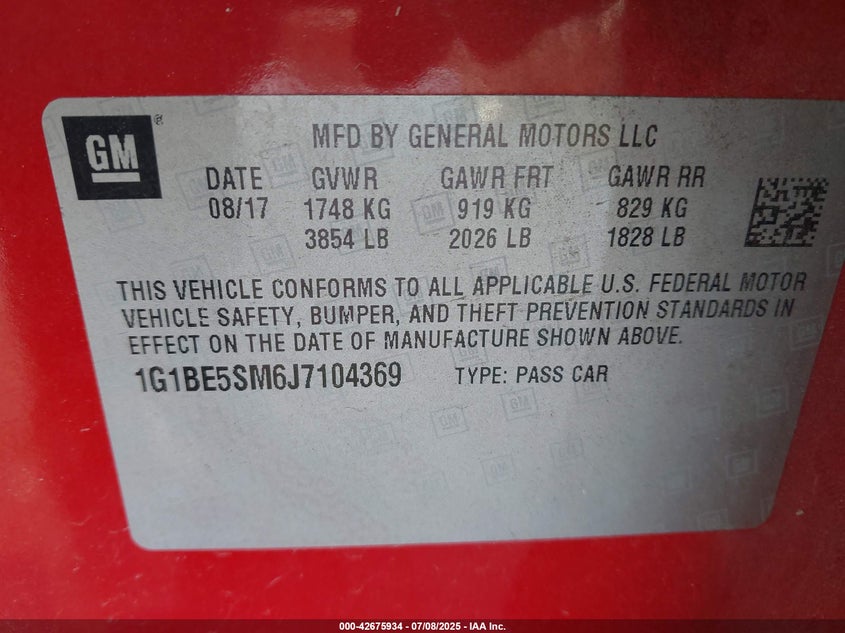 GM ®
MFD BY GENERAL MOTORS LLC
DATE GVWR GAWR FRT GAWR RR
08/17 1748 KG 919 KG 829 KG
3854 LB 2026 LB 1828 LB
THIS VEHICLE CONFORMS TO ALL APPLICABLE U.S. FEDERAL MOTOR
VEHICLE SAFETY, BUMPER, AND THEFT PREVENTION STANDARDS IN
EFFECT ON THE DATE OF MANUFACTURE SHOWN ABOVE.
1G1BE5SM6J7104369 TYPE: PASS CAR
000-42675934 - 07/08/2025 - IAA Inc.